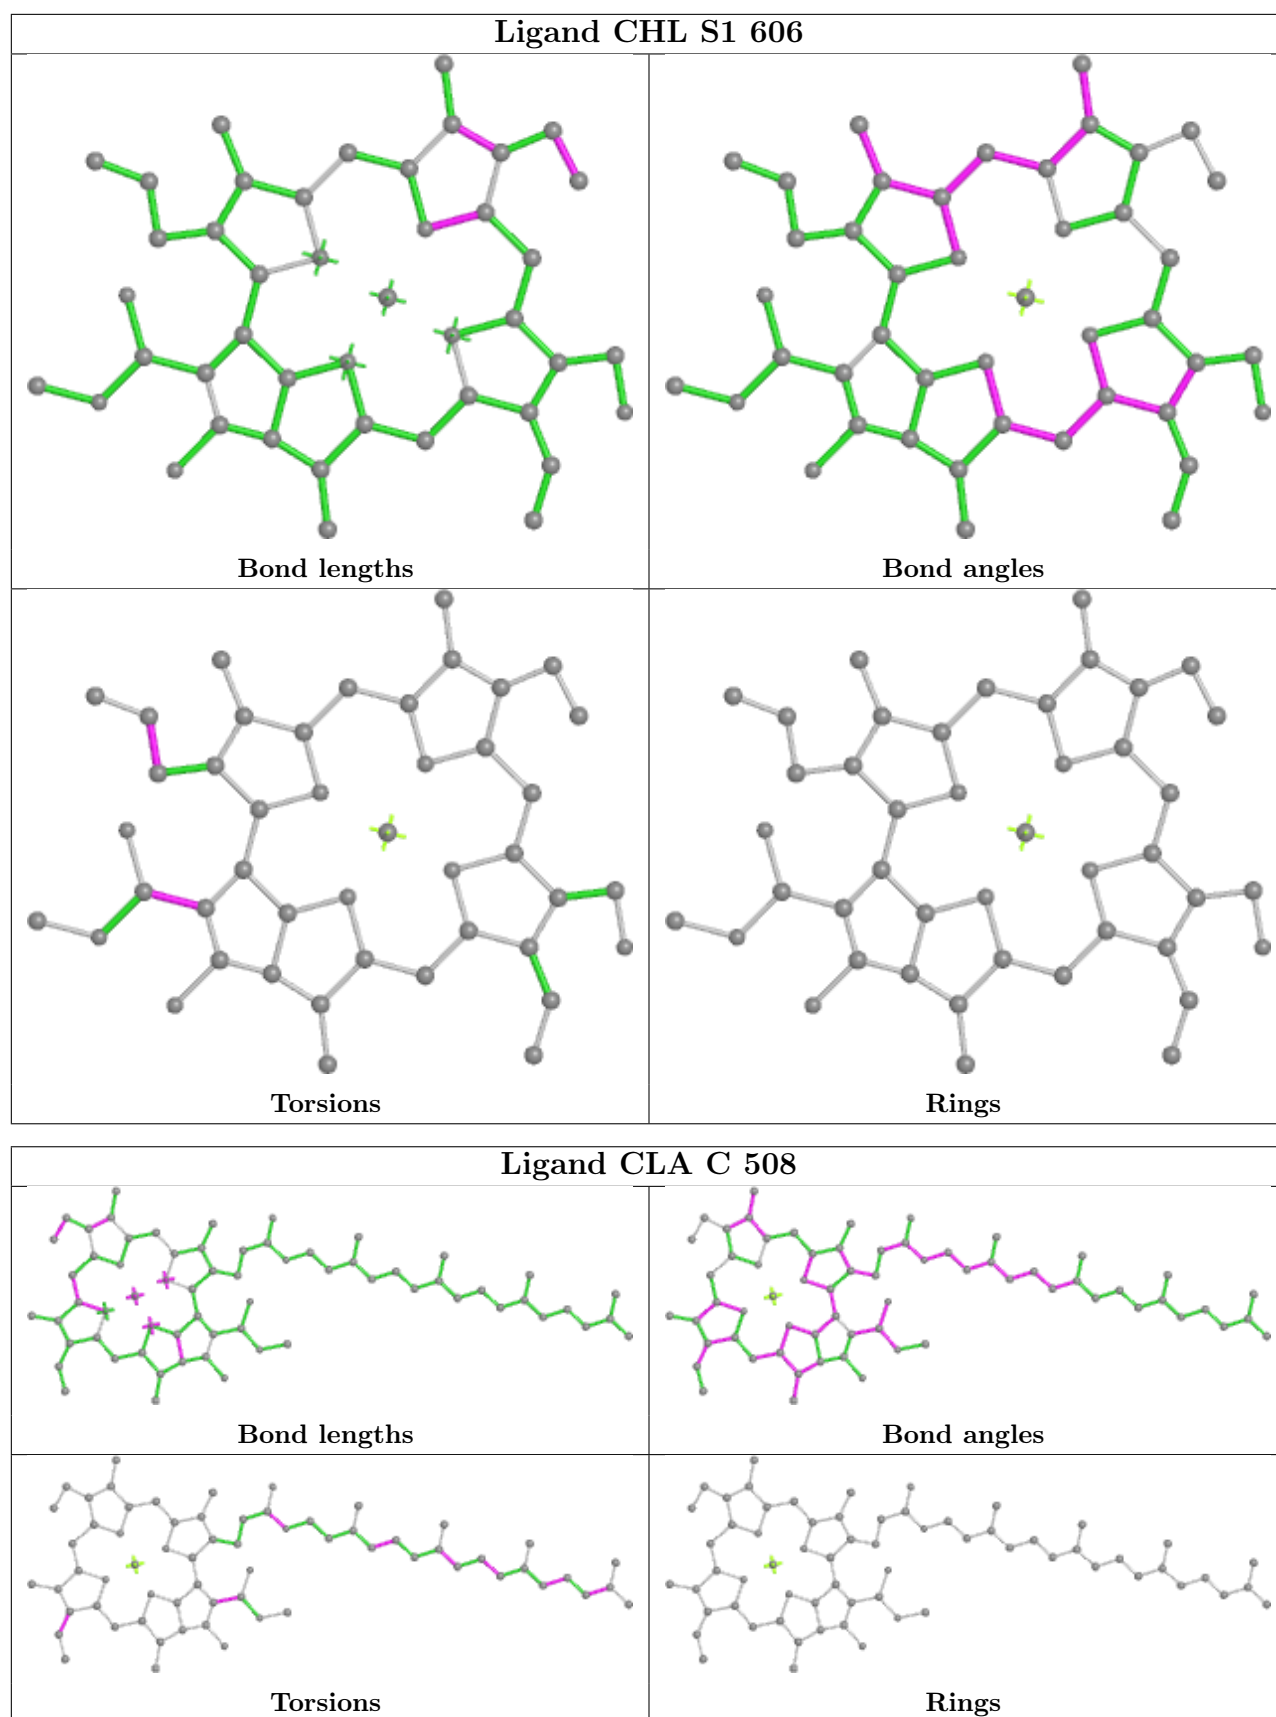 Ligand CHL S1 606
Bond lengths
Bond angles
Torsions
Rings
Ligand CLA C 508
Bond lengths
Bond angles
Torsions
Rings